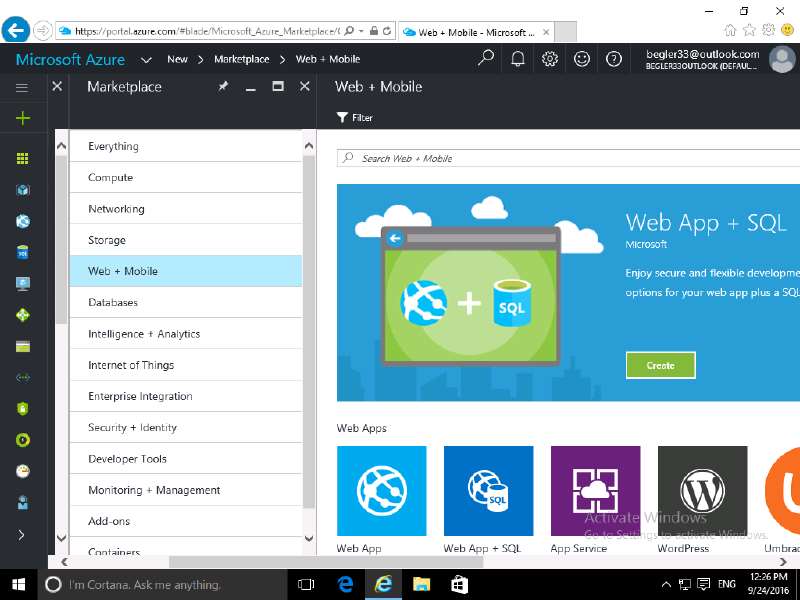 https://portal.azure.com/#blade/Microsoft_Azure_Marketplace/
Web + Mobile - Microsoft ...
Microsoft Azure
New
Marketplace
Web + Mobile
begler33@outlook.com
BEGLER33OUTLOOK (DEFAUL...
Marketplace
Web + Mobile
Filter
Everything
Search Web + Mobile
Compute
Networking
Storage
Web + Mobile
Databases
Intelligence + Analytics
Internet of Things
Enterprise Integration
Security + Identity
Developer Tools
Monitoring + Management
Add-ons
Containers
Web App + SQL
Microsoft
Enjoy secure and flexible developme
options for your web app plus a SQL
SQL
Create
Web Apps
SQL
Web App
Web App + SQL
App Service
WordPress
Umbrac
Activate Windows
Go to Settings to activate Windows.
I'm Cortana. Ask me anything.
ENG
12:26 PM
9/24/2016